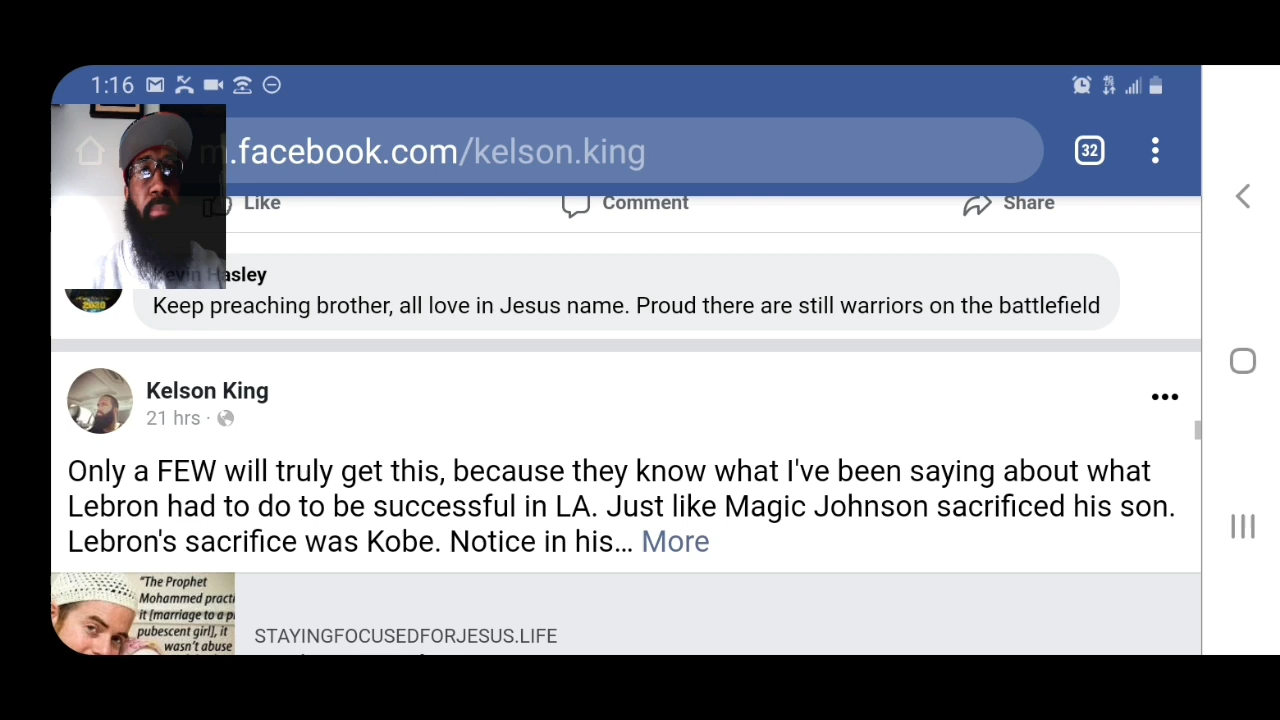 1:16
m.facebook.com/kelson.king
32
Like
Comment
Share
Kevin Hasley
Keep preaching brother, all love in Jesus name. Proud there are still warriors on the battlefield
Kelson King
21 hrs ·
Only a FEW will truly get this, because they know what I've been saying about what
Lebron had to do to be successful in LA. Just like Magic Johnson sacrificed his son.
Lebron's sacrifice was Kobe. Notice in his... More
"The Prophet
Mohammed
it [marriage to a
pubescent girl], it
wasn't abuse
STAYINGFOCUSEDFORJESUS.LIFE